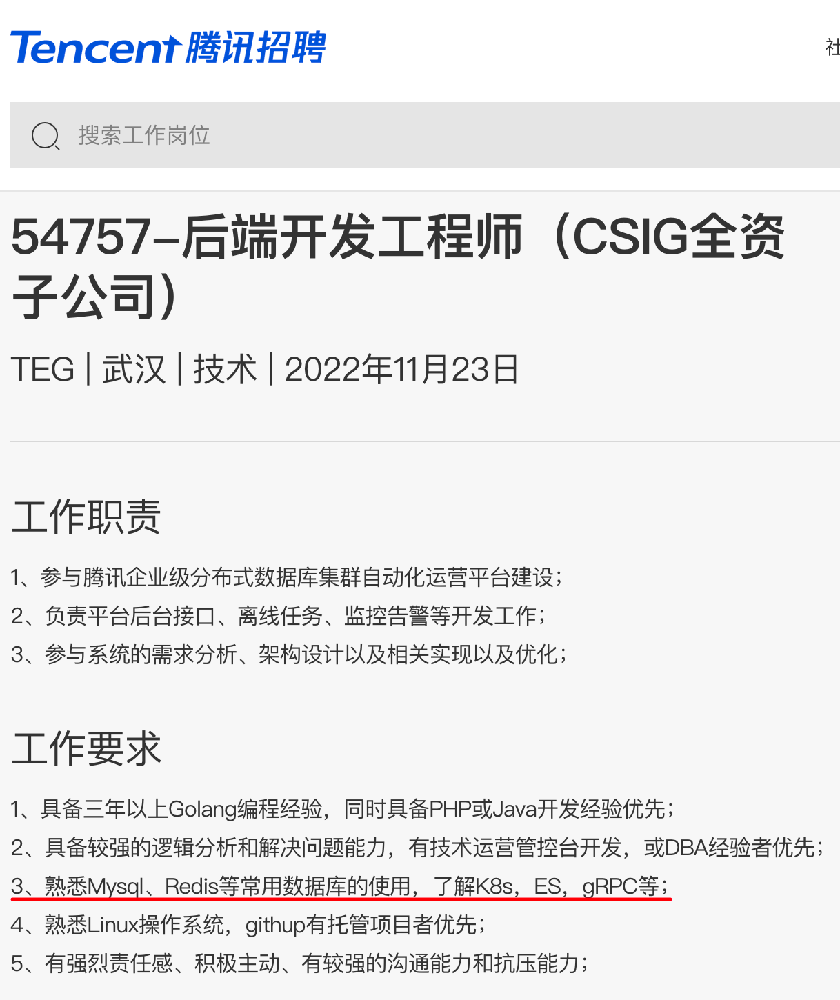 Tencent 腾讯招聘
社
搜索工作岗位
54757-后端开发工程师（CSIG全资
子公司）
TEG | 武汉 | 技术 | 2022年11月23日
工作职责
1、参与腾讯企业级分布式数据库集群自动化运营平台建设；
2、负责平台后台接口、离线任务、监控告警等开发工作；
3、参与系统的需求分析、架构设计以及相关实现以及优化；
工作要求
1、具备三年以上Golang编程经验，同时具备PHP或Java开发经验优先；
2、具备较强的逻辑分析和解决问题能力，有技术运营管控台开发，或DBA经验者优先；
3、熟悉Mysql、Redis等常用数据库的使用，了解K8s，ES，gRPC等；
4、熟悉Linux操作系统，githup有托管项目者优先；
5、有强烈责任感、积极主动、有较强的沟通能力和抗压能力；